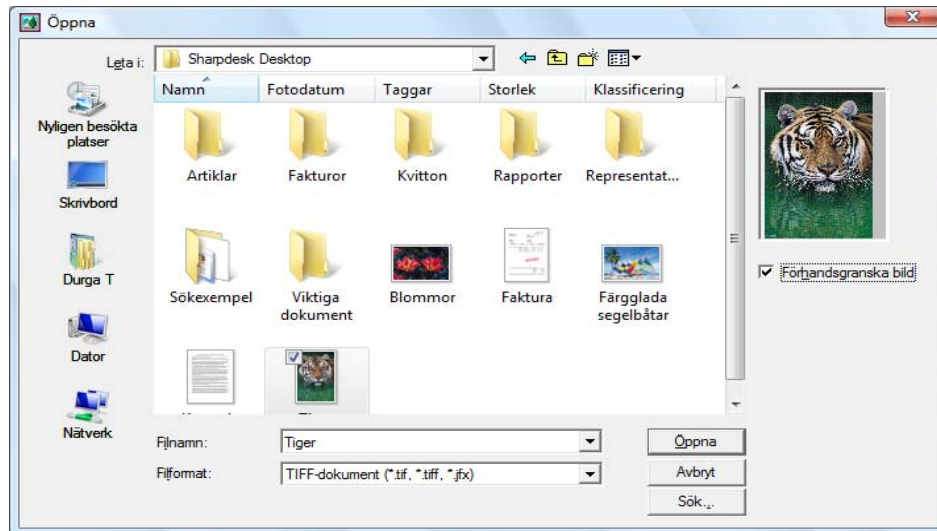 Öppna
Leta i:
Sharpdesk Desktop
Namn Fotodatum Taggar Storlek Klassificering
Nyligen besökta
platser
Skrivbord
Durga T
Dator
Nätverk
Artiklar Fakturor Kvitton Rapporter Representat...
Sökexempel Viktiga
dokument Blommor Faktura Färgglada
segelbåtar
Förhandsgranska bild
Filnamn: Tiger Öppna
Filformat: TIFF-dokument (*.tif, *.tiff, *.jfx) Avbryt
Sök...